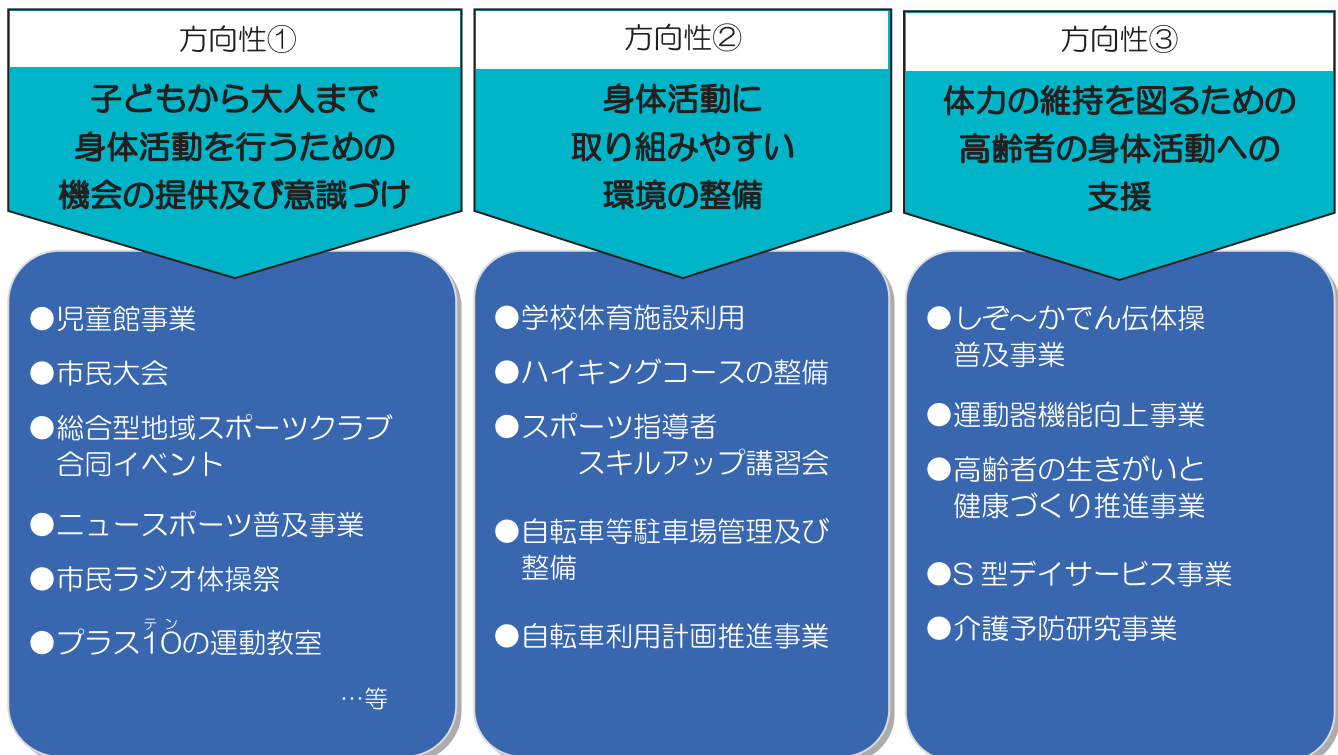 方向性①
子どもから大人まで
身体活動を行うための
機会の提供及び意識づけ
●児童館事業
●市民大会
●総合型地域スポーツクラブ
合同イベント
●ニュースポーツ普及事業
●市民ラジオ体操祭
テン
●プラス10の運動教室
…等
方向性②
身体活動に
取り組みやすい
環境の整備
●学校体育施設利用
●ハイキングコースの整備
●スポーツ指導者
スキルアップ講習会
●自転車等駐車場管理及び
整備
●自転車利用計画推進事業
方向性③
体力の維持を図るための
高齢者の身体活動への
支援
●しぞ～かでん伝体操
普及事業
●運動器機能向上事業
●高齢者の生きがいと
健康づくり推進事業
●S型デイサービス事業
●介護予防研究事業